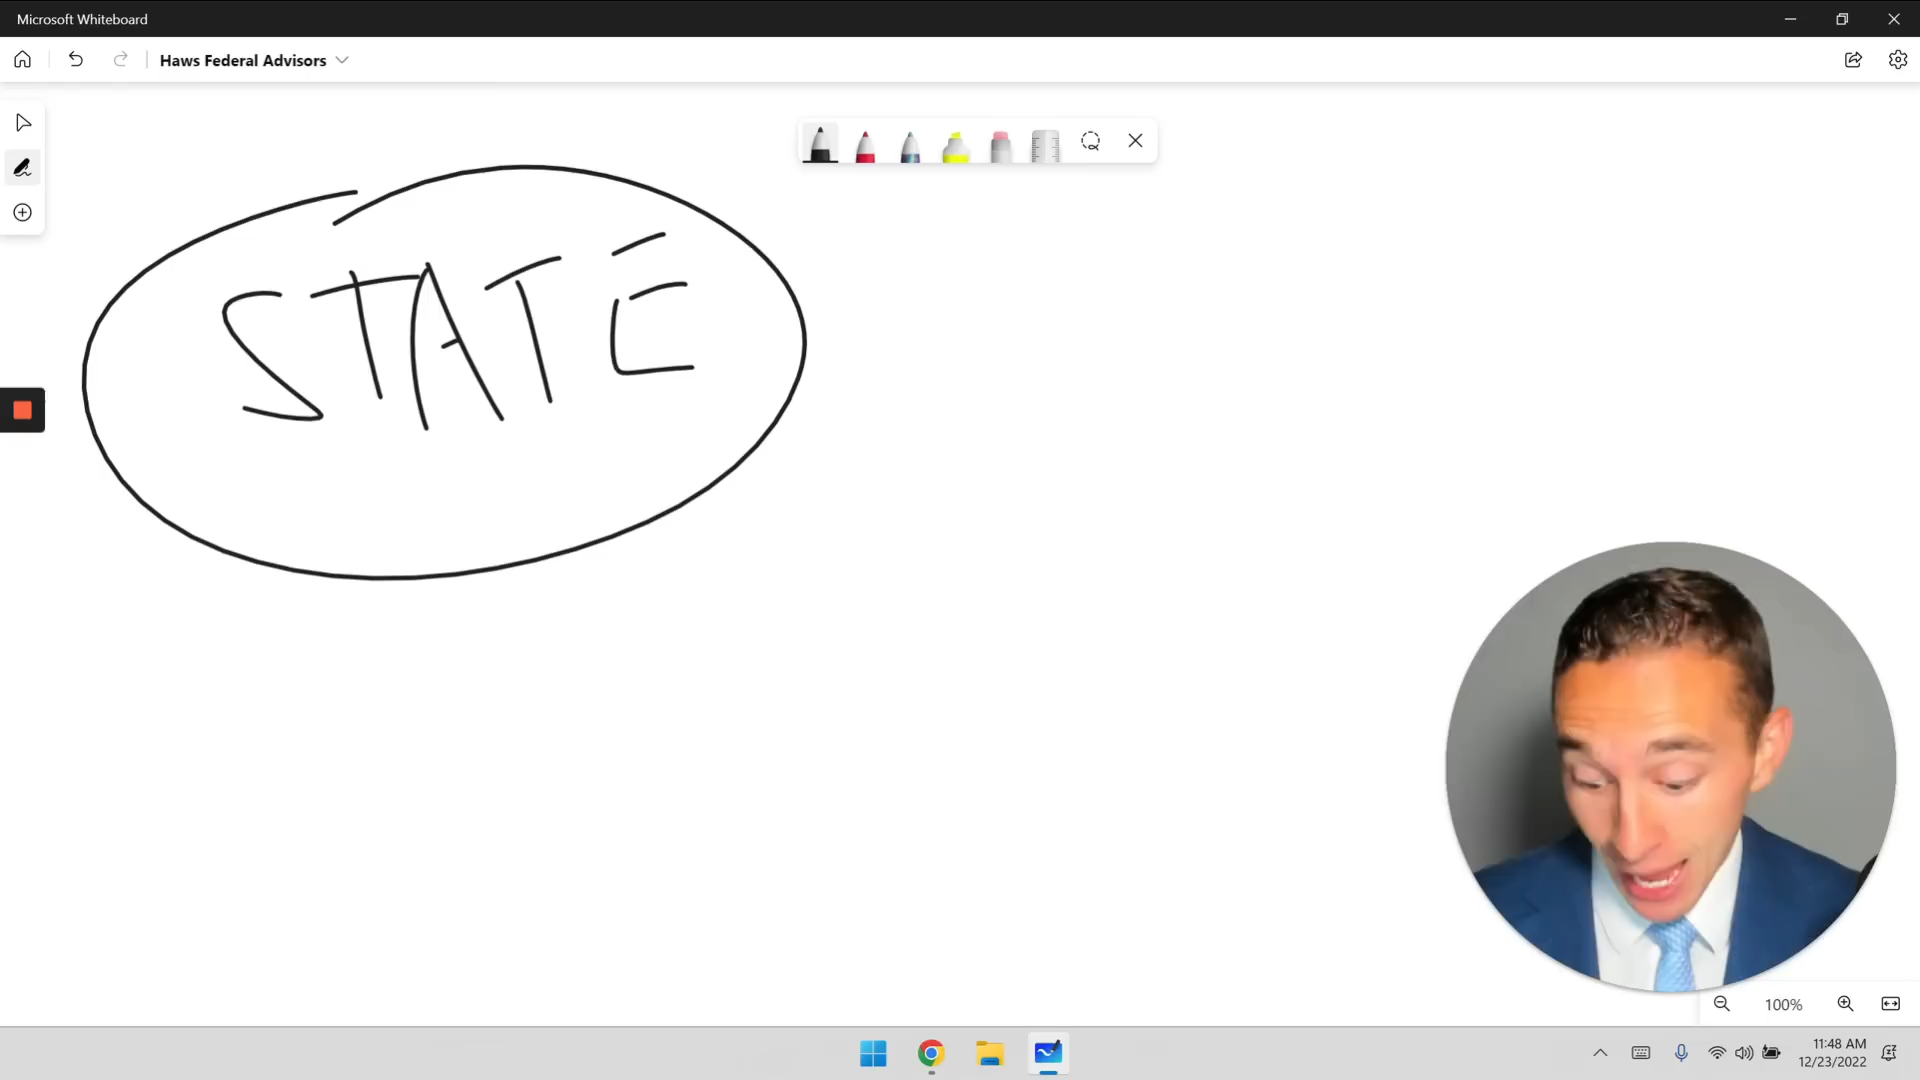 Microsoft Whiteboard
Haws Federal Advisors
STATE
100%
11:48 AM
12/23/2022